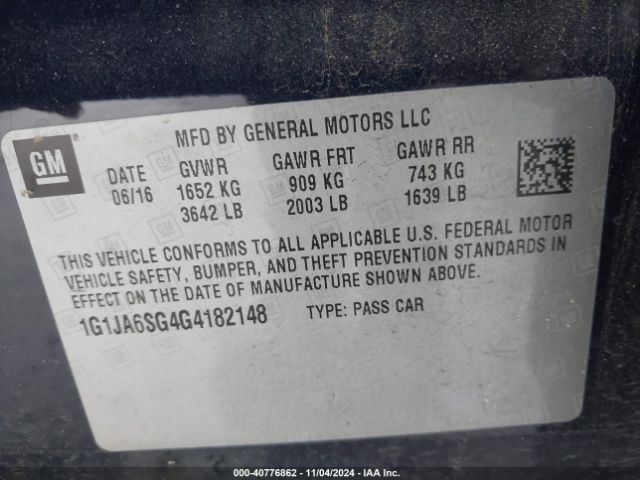 MFD BY GENERAL MOTORS LLC
GM
DATE GVWR GAWR FRT GAWR RR
06/16 1652 KG 909 KG 743 KG
3642 LB 2003 LB 1639 LB
THIS VEHICLE CONFORMS TO ALL APPLICABLE U.S. FEDERAL MOTOR
VEHICLE SAFETY, BUMPER, AND THEFT PREVENTION STANDARDS IN
EFFECT ON THE DATE OF MANUFACTURE SHOWN ABOVE.
1G1JA6SG4G4182148 TYPE: PASS CAR
000-40776862 - 11/04/2024 - IAA Inc.